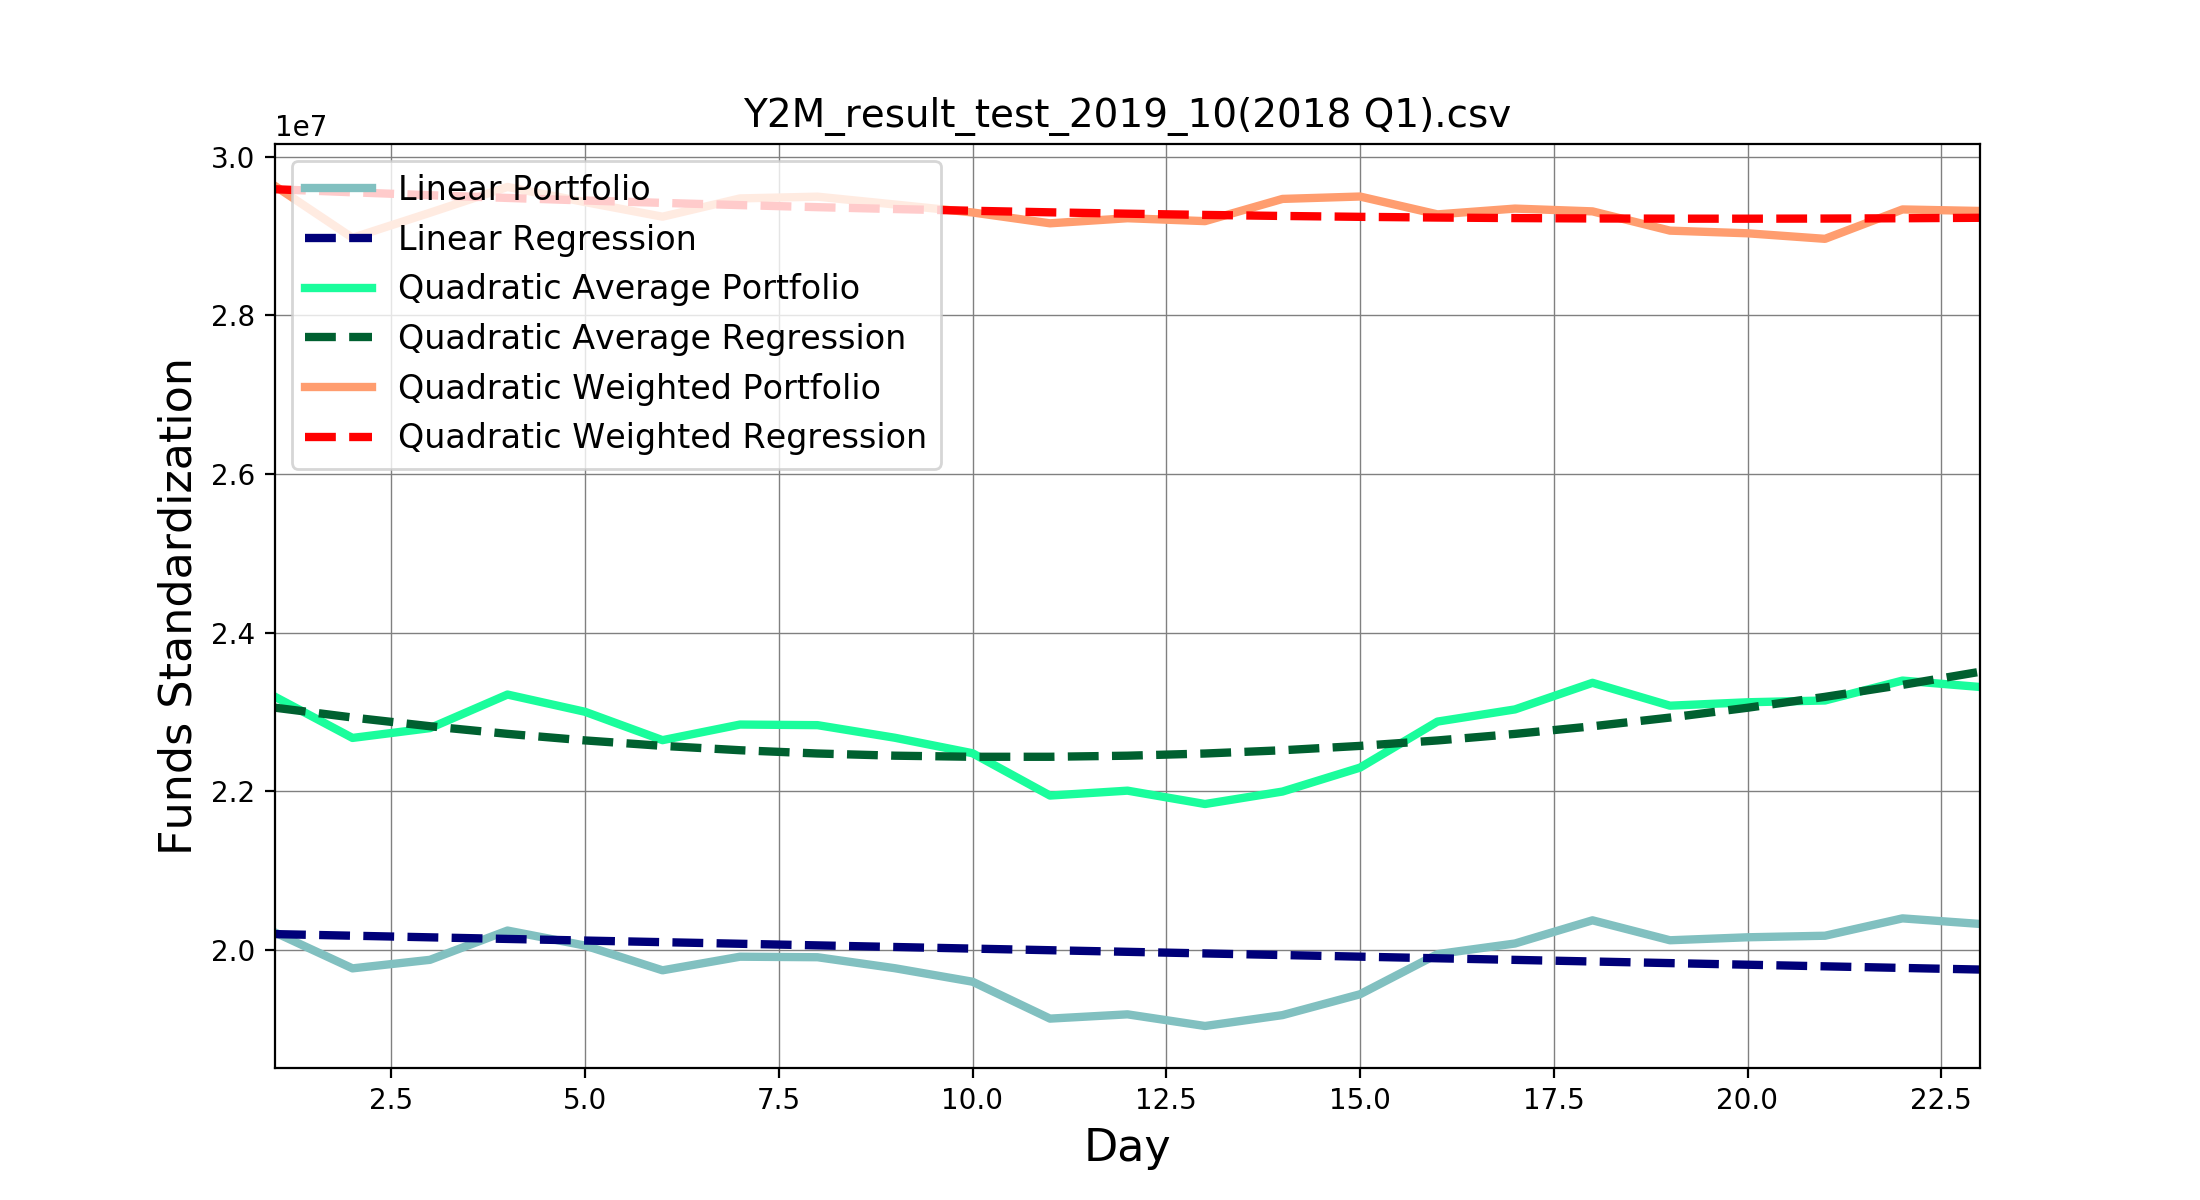 Y2M_result_test_2019_10(2018 Q1).csv
1e7
3.0
2.8
2.6
2.4
2.2
2.0
Funds Standardization
Linear Portfolio
Linear Regression
Quadratic Average Portfolio
Quadratic Average Regression
Quadratic Weighted Portfolio
Quadratic Weighted Regression
2.5 5.0 7.5 10.0 12.5 15.0 17.5 20.0 22.5
Day